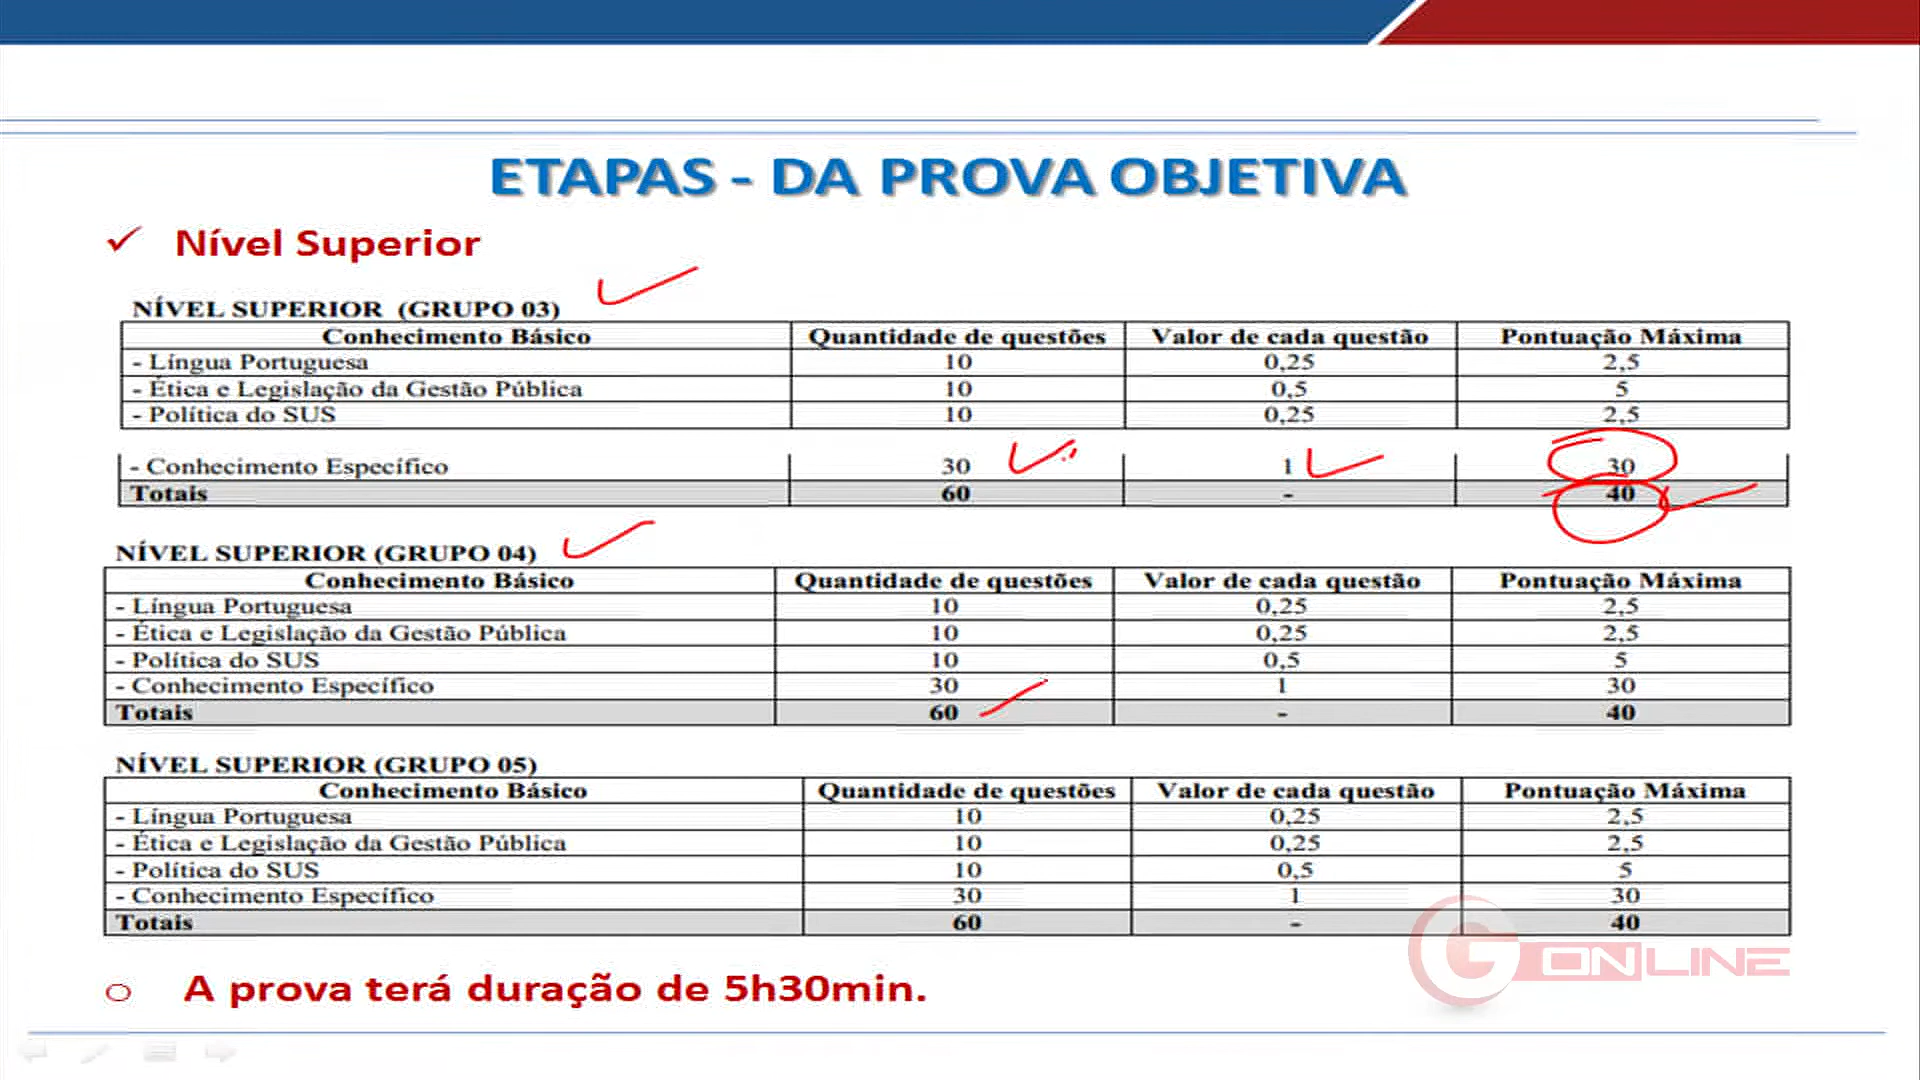 ETAPAS - DA PROVA OBJETIVA
Nível Superior
NÍVEL SUPERIOR (GRUPO 03)
Conhecimento Básico Quantidade de questões Valor de cada questão Pontuação Máxima
- Língua Portuguesa 10 0,25 2,5
- Ética e Legislação da Gestão Pública 10 0,5 5
- Política do SUS 10 0,25 2,5
- Conhecimento Específico 30 1 30
Totais 60 - 40
NÍVEL SUPERIOR (GRUPO 04)
Conhecimento Básico Quantidade de questões Valor de cada questão Pontuação Máxima
- Língua Portuguesa 10 0,25 2,5
- Ética e Legislação da Gestão Pública 10 0,25 2,5
- Política do SUS 10 0,5 5
- Conhecimento Específico 30 1 30
Totais 60 - 40
NÍVEL SUPERIOR (GRUPO 05)
Conhecimento Básico Quantidade de questões Valor de cada questão Pontuação Máxima
- Língua Portuguesa 10 0,25 2,5
- Ética e Legislação da Gestão Pública 10 0,25 2,5
- Política do SUS 10 0,5 5
- Conhecimento Específico 30 1 30
Totais 60 - 40
G ONLINE
o A prova terá duração de 5h30min.